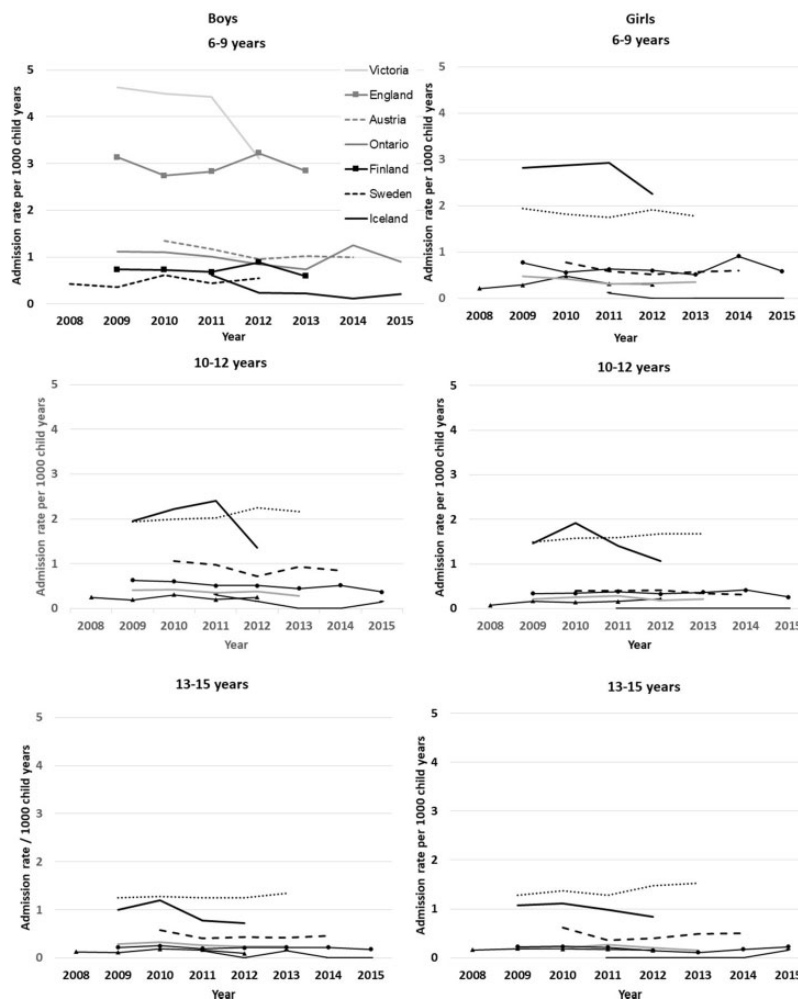 Boys
6-9 years
Admission rate per 1000 child years
5
4
3
2
1
0
Victoria
England
Austria
Ontario
Finland
Sweden
Iceland
2008 2009 2010 2011 2012 2013 2014 2015
Year
Girls
6-9 years
Admission rate per 1000 child years
5
4
3
2
1
0
2008 2009 2010 2011 2012 2013 2014 2015
Year
10-12 years
Admission rate per 1000 child years
5
4
3
2
1
0
2008 2009 2010 2011 2012 2013 2014 2015
Year
10-12 years
Admission rate per 1000 child years
5
4
3
2
1
0
2008 2009 2010 2011 2012 2013 2014 2015
Year
13-15 years
Admission rate / 1000 child years
5
4
3
2
1
0
2008 2009 2010 2011 2012 2013 2014 2015
13-15 years
Admission rate per 1000 child years
5
4
3
2
1
0
2008 2009 2010 2011 2012 2013 2014 2015